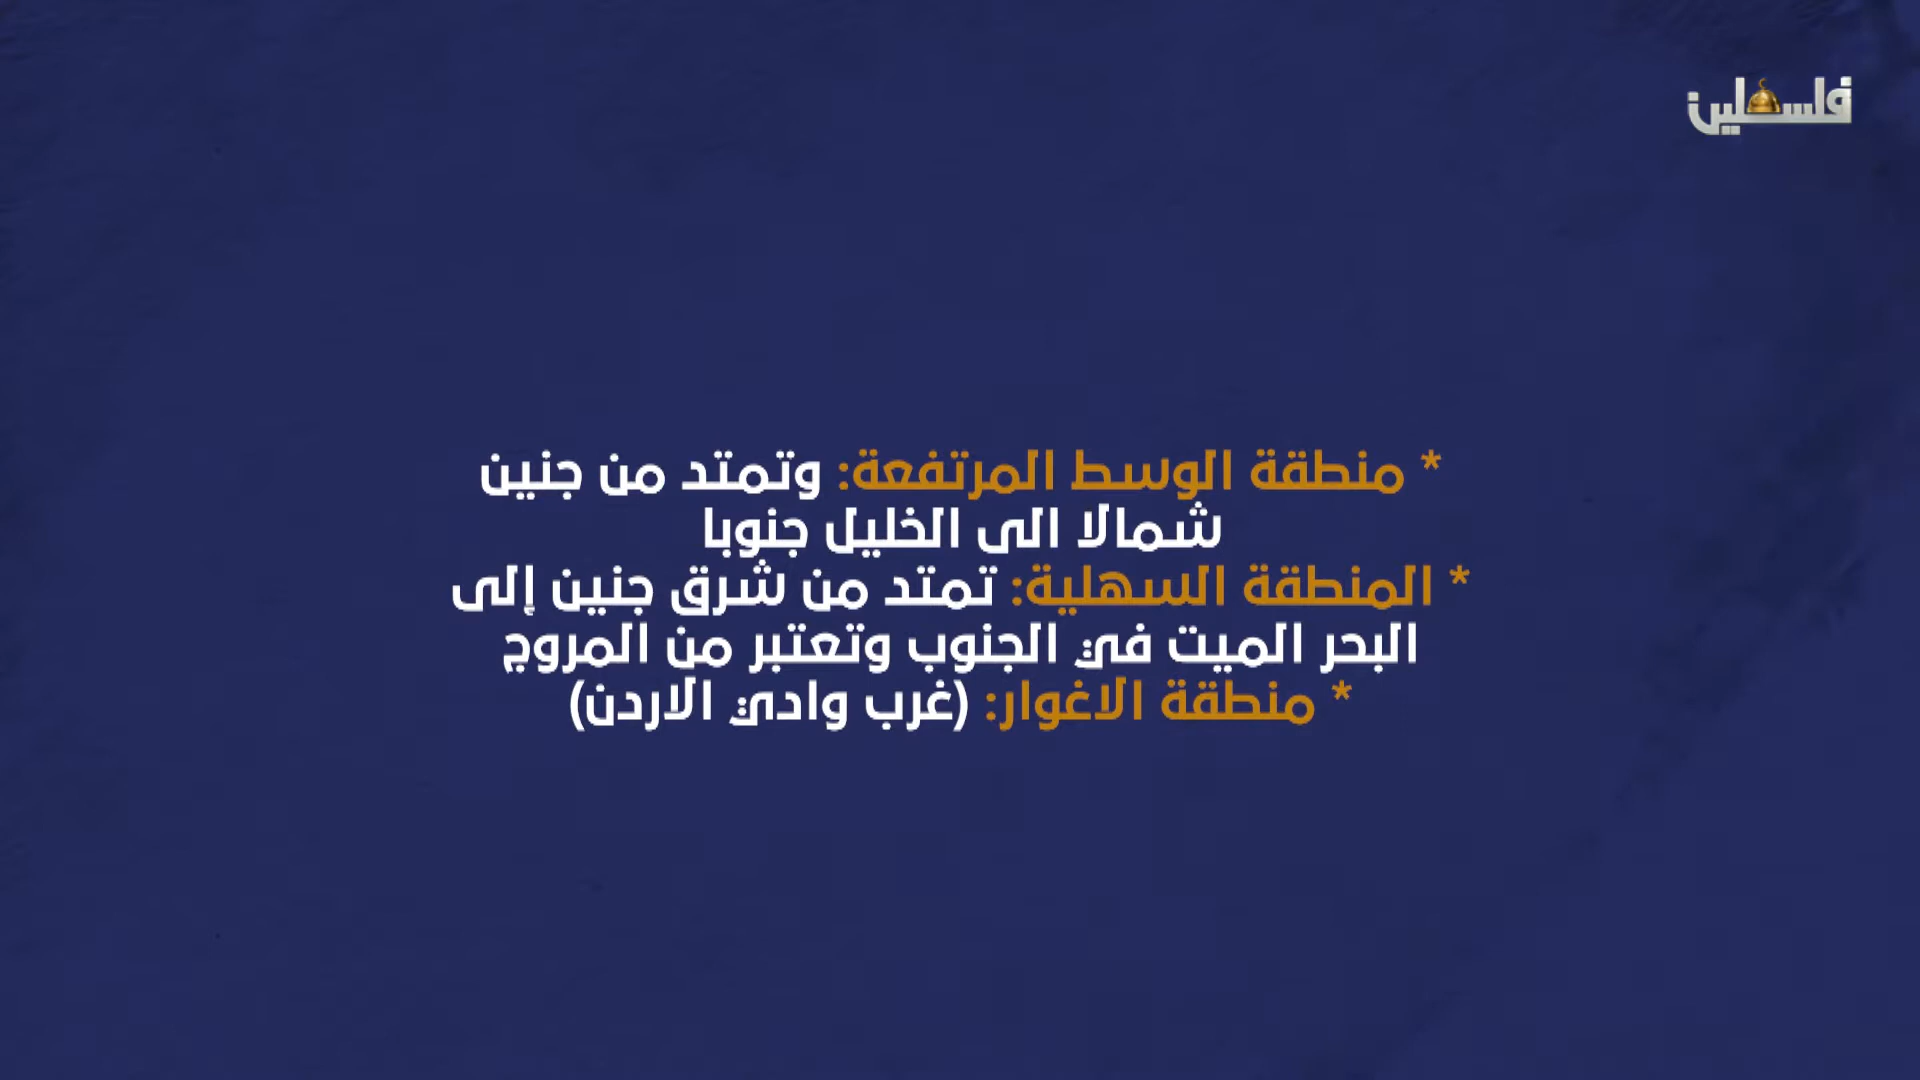 فلسطين
* منطقة الوسط المرتفعة: وتمتد من جنين
شمالا الى الخليل جنوبا
* المنطقة السهلية: تمتد من شرق جنين إلى
البحر الميت في الجنوب وتعتبر من المروج
* منطقة الاغوار: (غرب وادي الاردن)